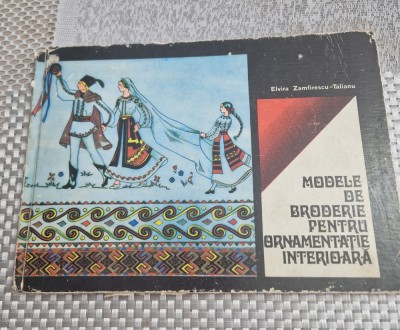 Elvira Zamfirescu-Talianu
MODELE
DE
BRODERIE
PENTRU
ORNAMENTAȚIE
INTERIOARĂ